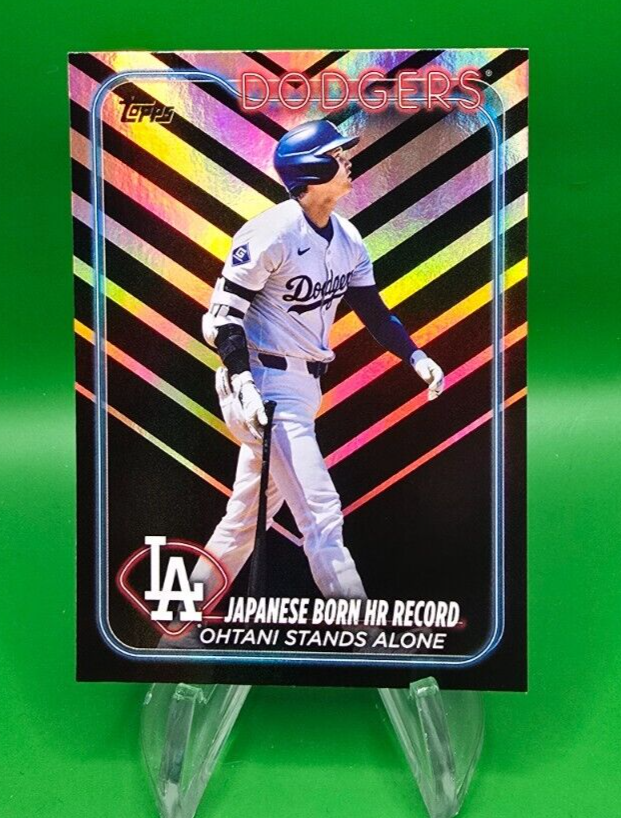 DODGERS®
Topps
G
Dodgers
LA
JAPANESE BORN HR RECORD
OHTANI STANDS ALONE